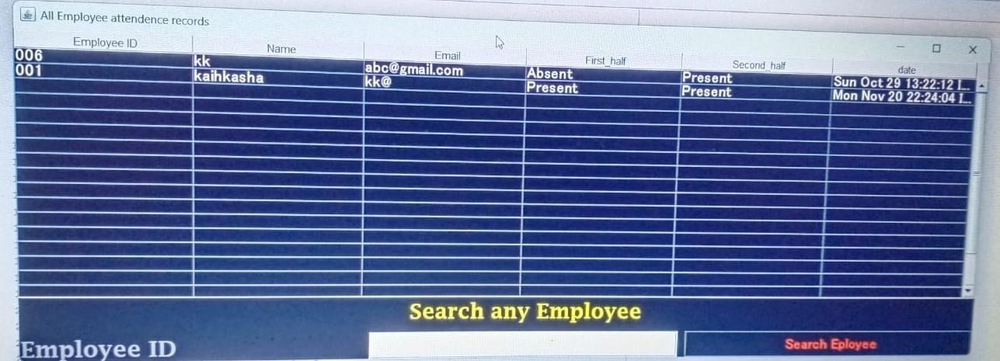 All Employee attendence records
Employee ID Name Email First_half Second_half date
006 kk abc@gmail.com Absent Present Sun Oct 29 13:22:12 I...
001 kaihkasha kk@ Present Present Mon Nov 20 22:24:04 I...
Search any Employee
Employee ID Search Eployee